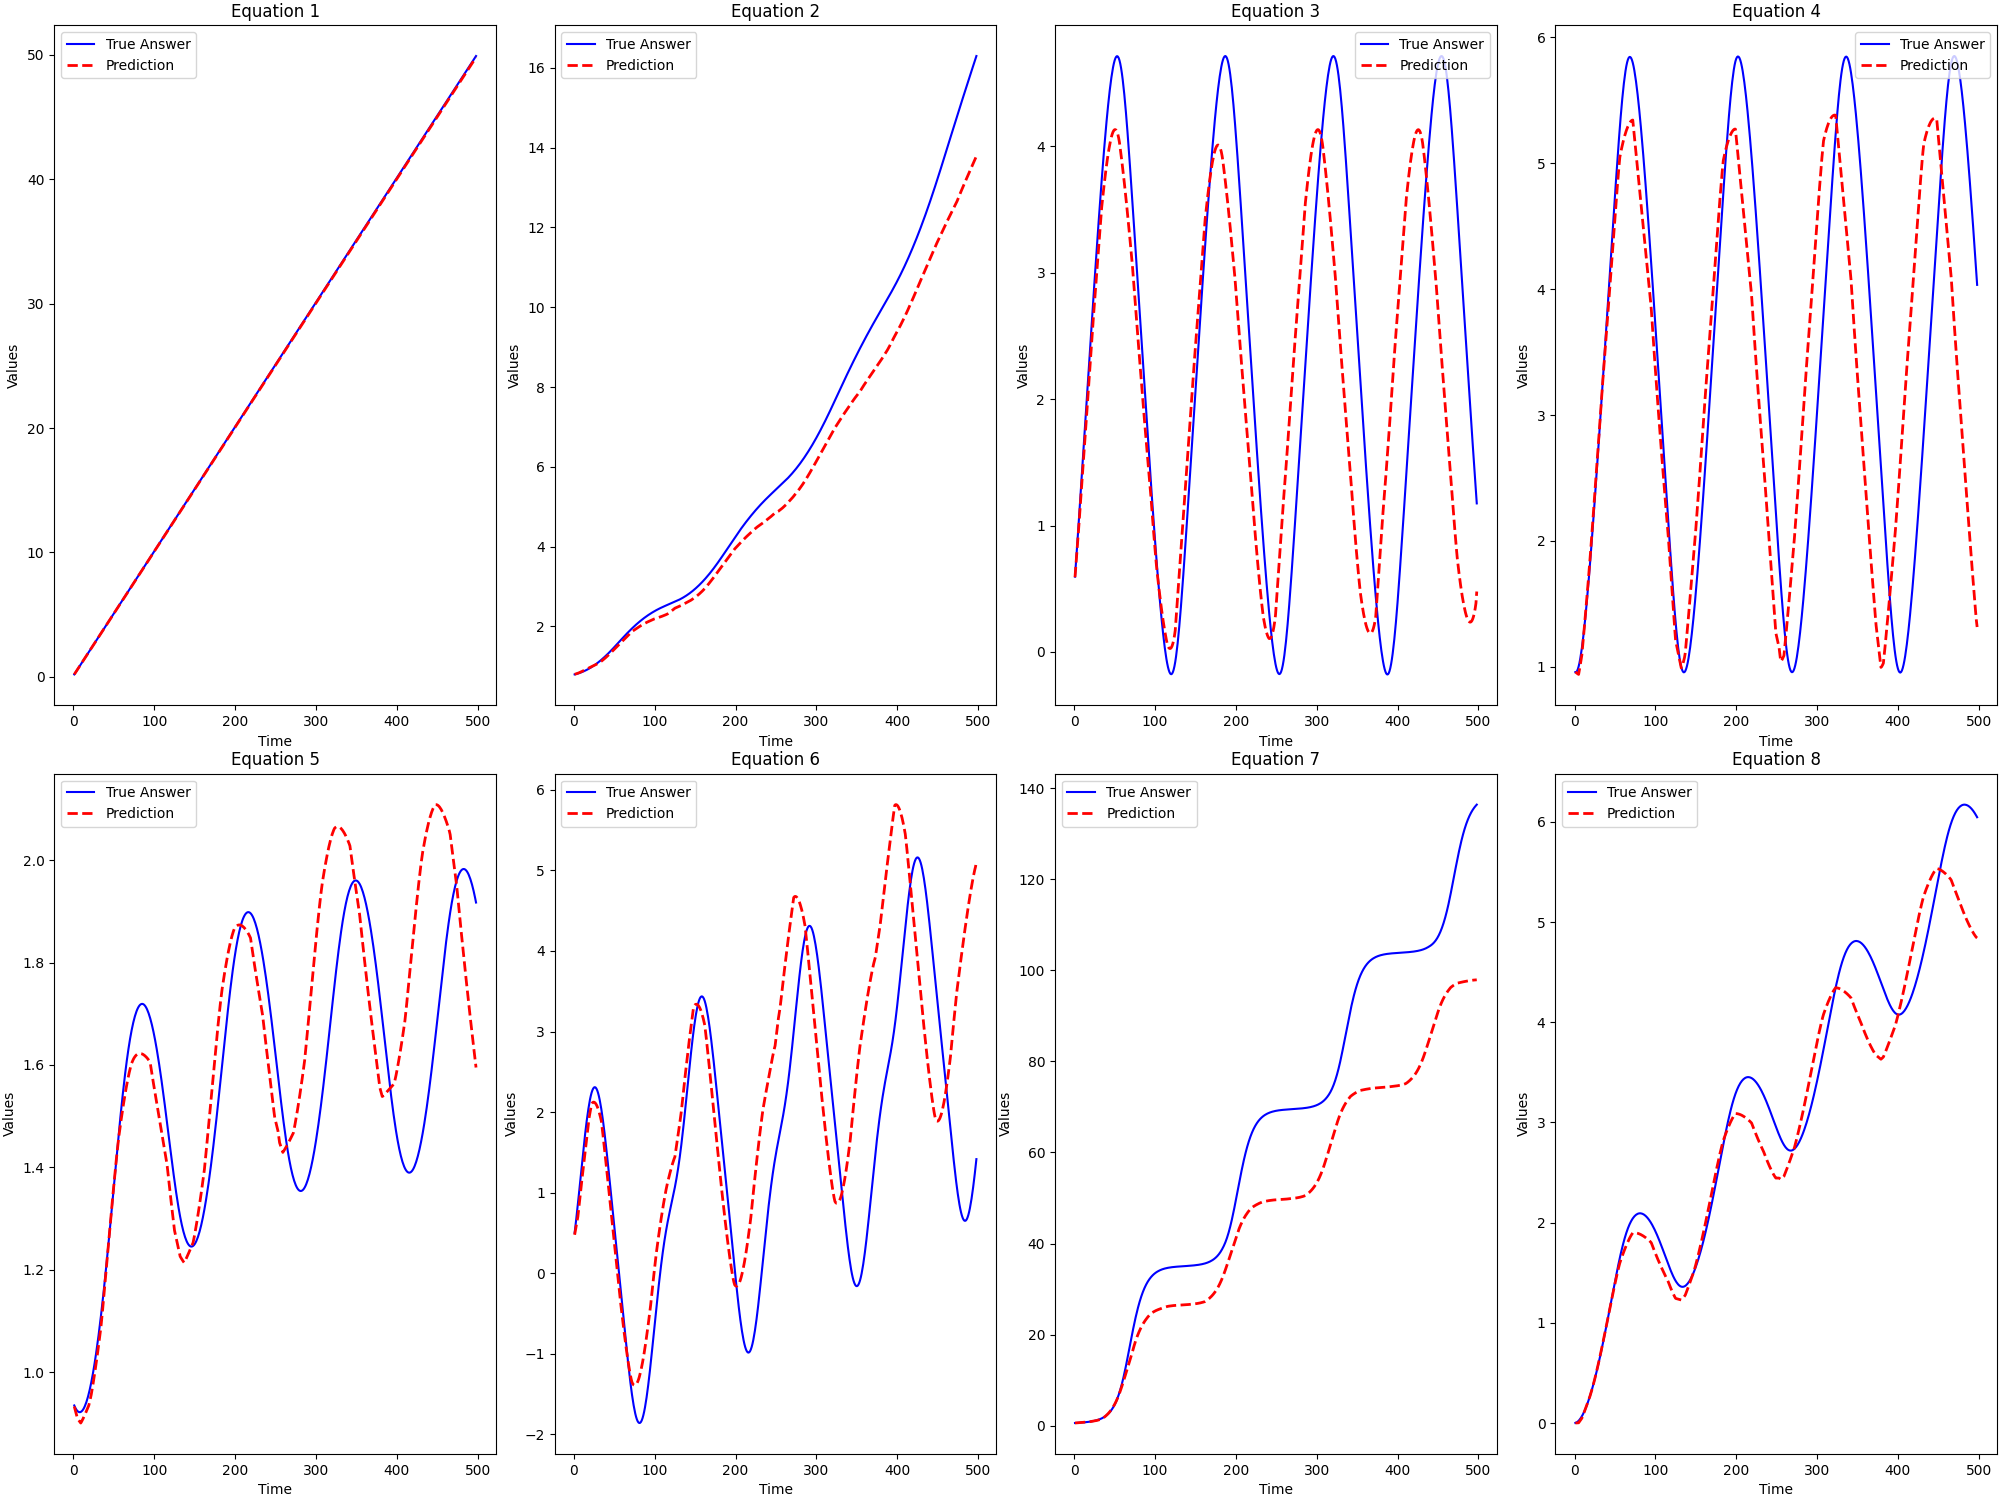 Equation 1
True Answer
Prediction
50
40
30
20
10
0
Values
0 100 200 300 400 500
Time
Equation 2
True Answer
Prediction
16
14
12
10
8
6
4
2
Values
0 100 200 300 400 500
Time
Equation 3
True Answer
Prediction
4
3
2
1
0
Values
0 100 200 300 400 500
Time
Equation 4
True Answer
Prediction
6
5
4
3
2
1
Values
0 100 200 300 400 500
Time
Equation 5
True Answer
Prediction
2.0
1.8
1.6
1.4
1.2
1.0
Values
0 100 200 300 400 500
Time
Equation 6
True Answer
Prediction
6
5
4
3
2
1
0
−1
−2
Values
0 100 200 300 400 500
Time
Equation 7
True Answer
Prediction
140
120
100
80
60
40
20
0
Values
0 100 200 300 400 500
Time
Equation 8
True Answer
Prediction
6
5
4
3
2
1
0
Values
0 100 200 300 400 500
Time